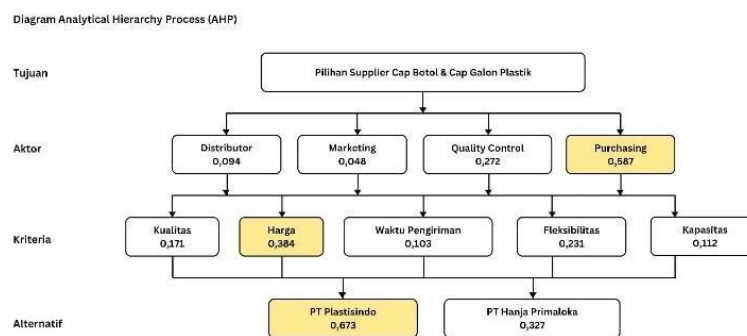 Diagram Analytical Hierarchy Process (AHP)
Tujuan
Pilihan Supplier Cap Botol & Cap Galon Plastik
Aktor
Distributor
0,094
Marketing
0,048
Quality Control
0,272
Purchasing
0,587
Kriteria
Kualitas
0,171
Harga
0,384
Waktu Pengiriman
0,103
Fleksibilitas
0,231
Kapasitas
0,112
Alternatif
PT Plastisindo
0,673
PT Hanja Primaloka
0,327